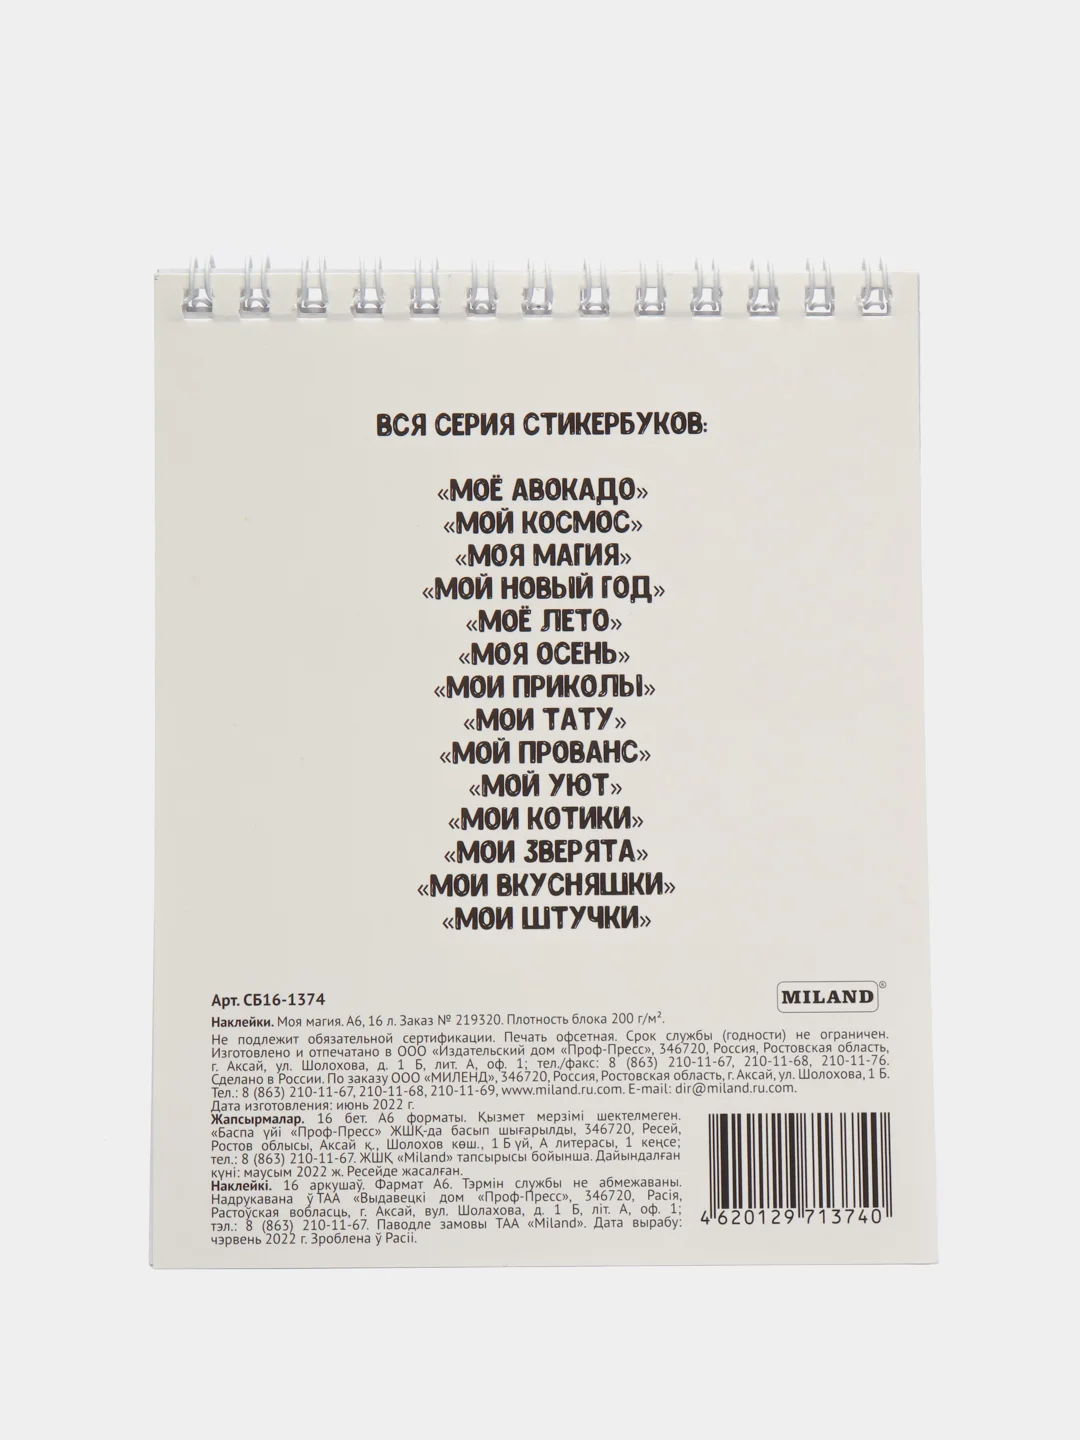 ВСЯ СЕРИЯ СТИКЕРБУКОВ:
«МОЁ АВОКАДО»
«МОЙ КОСМОС»
«МОЯ МАГИЯ»
«МОЙ НОВЫЙ ГОД»
«МОЁ ЛЕТО»
«МОЯ ОСЕНЬ»
«МОИ ПРИКОЛЫ»
«МОИ ТАТУ»
«МОЙ ПРОВАНС»
«МОЙ УЮТ»
«МОИ КОТИКИ»
«МОИ ЗВЕРЯТА»
«МОИ ВКУСНЯШКИ»
«МОИ ШТУЧКИ»
Арт. СБ16-1374
MILAND®
Наклейки. Моя магия. А6, 16 л. Заказ № 219320. Плотность блока 200 г/м².
Не подлежит обязательной сертификации. Печать офсетная. Срок службы (годности) не ограничен.
Изготовлено и отпечатано в ООО «Издательский дом «Проф-Пресс», 346720, Россия, Ростовская область,
г. Аксай, ул. Шолохова, д. 1 Б, лит. А, оф. 1; тел./факс: 8 (863) 210-11-67, 210-11-68, 210-11-76.
Сделано в России. По заказу ООО «МИЛЕНД», 346720, Россия, Ростовская область, г. Аксай, ул. Шолохова, 1 Б.
Тел.: 8 (863) 210-11-67, 210-11-68, 210-11-69, www.miland.ru.com. E-mail: dir@miland.ru.com.
Дата изготовления: июнь 2022 г.
Жапсырмалар. 16 бет. А6 форматы. Қызмет мерзімі шектелмеген.
«Баспа үйі «Проф-Пресс» ЖШҚ-да басып шығарылды, 346720, Ресей,
Ростов облысы, Аксай қ., Шолохов көш., 1 Б үй, А литерасы, 1 кеңсе;
тел.: 8 (863) 210-11-67. ЖШҚ «Miland» тапсырысы бойынша. Дайындалған
күні: маусым 2022 ж. Ресейде жасалған.
Наклейкі. 16 аркушаў. Фармат А6. Тэрмін службы не абмежаваны.
Надрукавана ў ТАА «Выдавецкі дом «Проф-Пресс», 346720, Расія,
Растоўская вобласць, г. Аксай, вул. Шолахава, д. 1 Б, літ. А, оф. 1;
тэл.: 8 (863) 210-11-67. Паводле замовы ТАА «Miland». Дата вырабу:
чэрвень 2022 г. Зроблена ў Расіі.
4 620129 713740